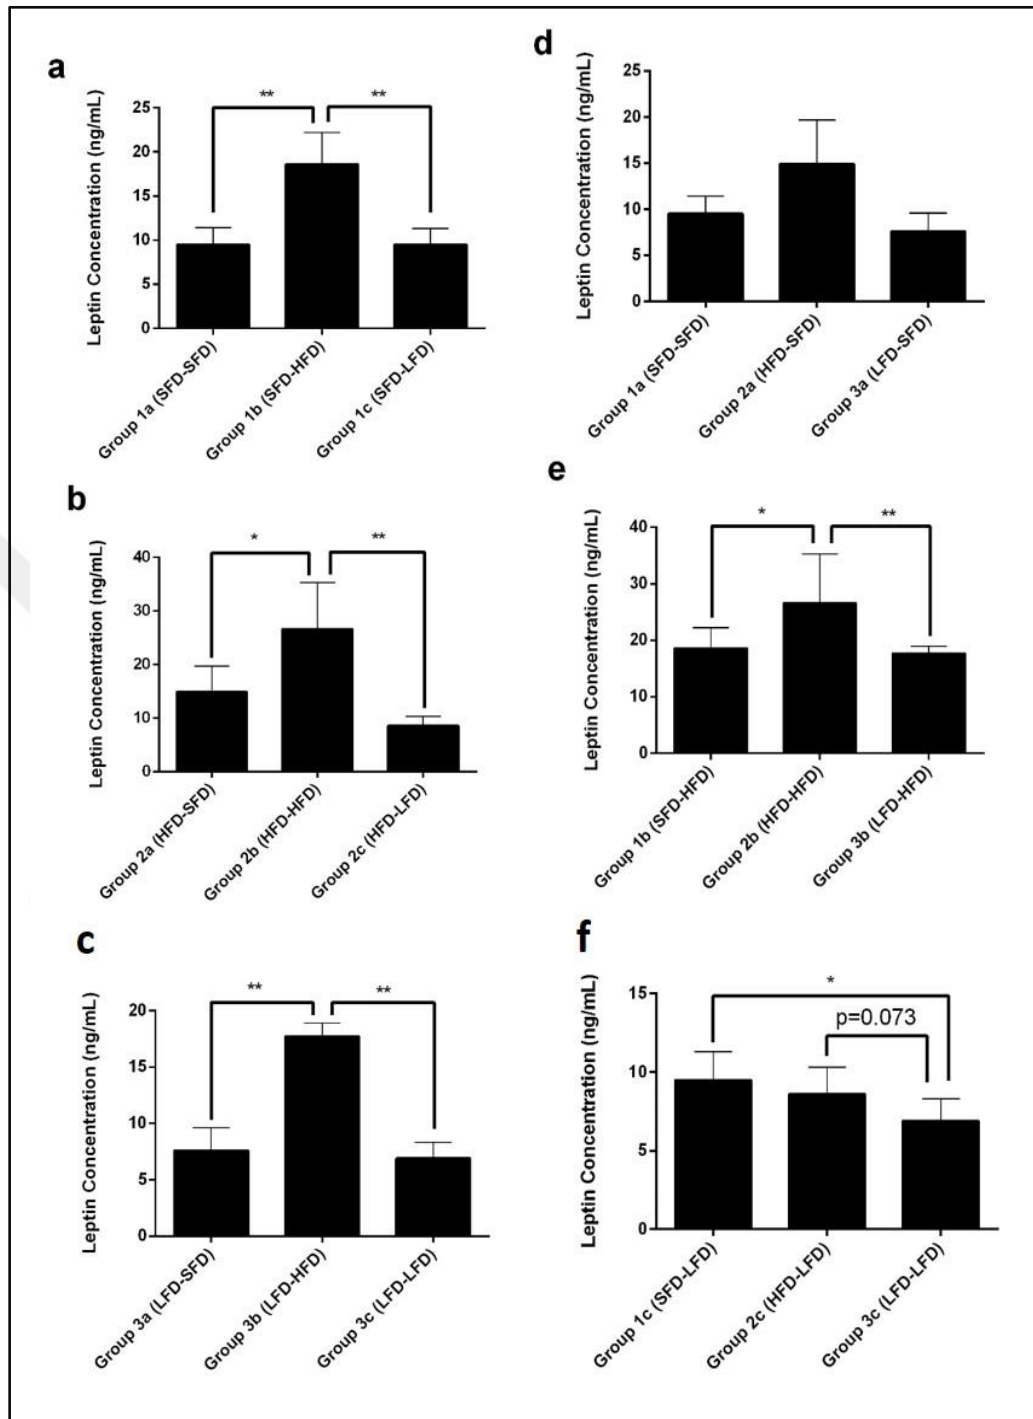 a
Leptin Concentration (ng/mL)
25
20
15
10
5
0
**
**
Group 1a (SFD-SFD)
Group 1b (SFD-HFD)
Group 1c (SFD-LFD)
b
Leptin Concentration (ng/mL)
40
30
20
10
0
*
**
Group 2a (HFD-SFD)
Group 2b (HFD-HFD)
Group 2c (HFD-LFD)
c
Leptin Concentration (ng/mL)
20
15
10
5
0
**
**
Group 3a (LFD-SFD)
Group 3b (LFD-HFD)
Group 3c (LFD-LFD)
d
Leptin Concentration (ng/mL)
25
20
15
10
5
0
Group 1a (SFD-SFD)
Group 2a (HFD-SFD)
Group 3a (LFD-SFD)
e
Leptin Concentration (ng/mL)
40
30
20
10
0
*
**
Group 1b (SFD-HFD)
Group 2b (HFD-HFD)
Group 3b (LFD-HFD)
f
Leptin Concentration (ng/mL)
15
10
5
0
*
p=0.073
Group 1c (SFD-LFD)
Group 2c (HFD-LFD)
Group 3c (LFD-LFD)